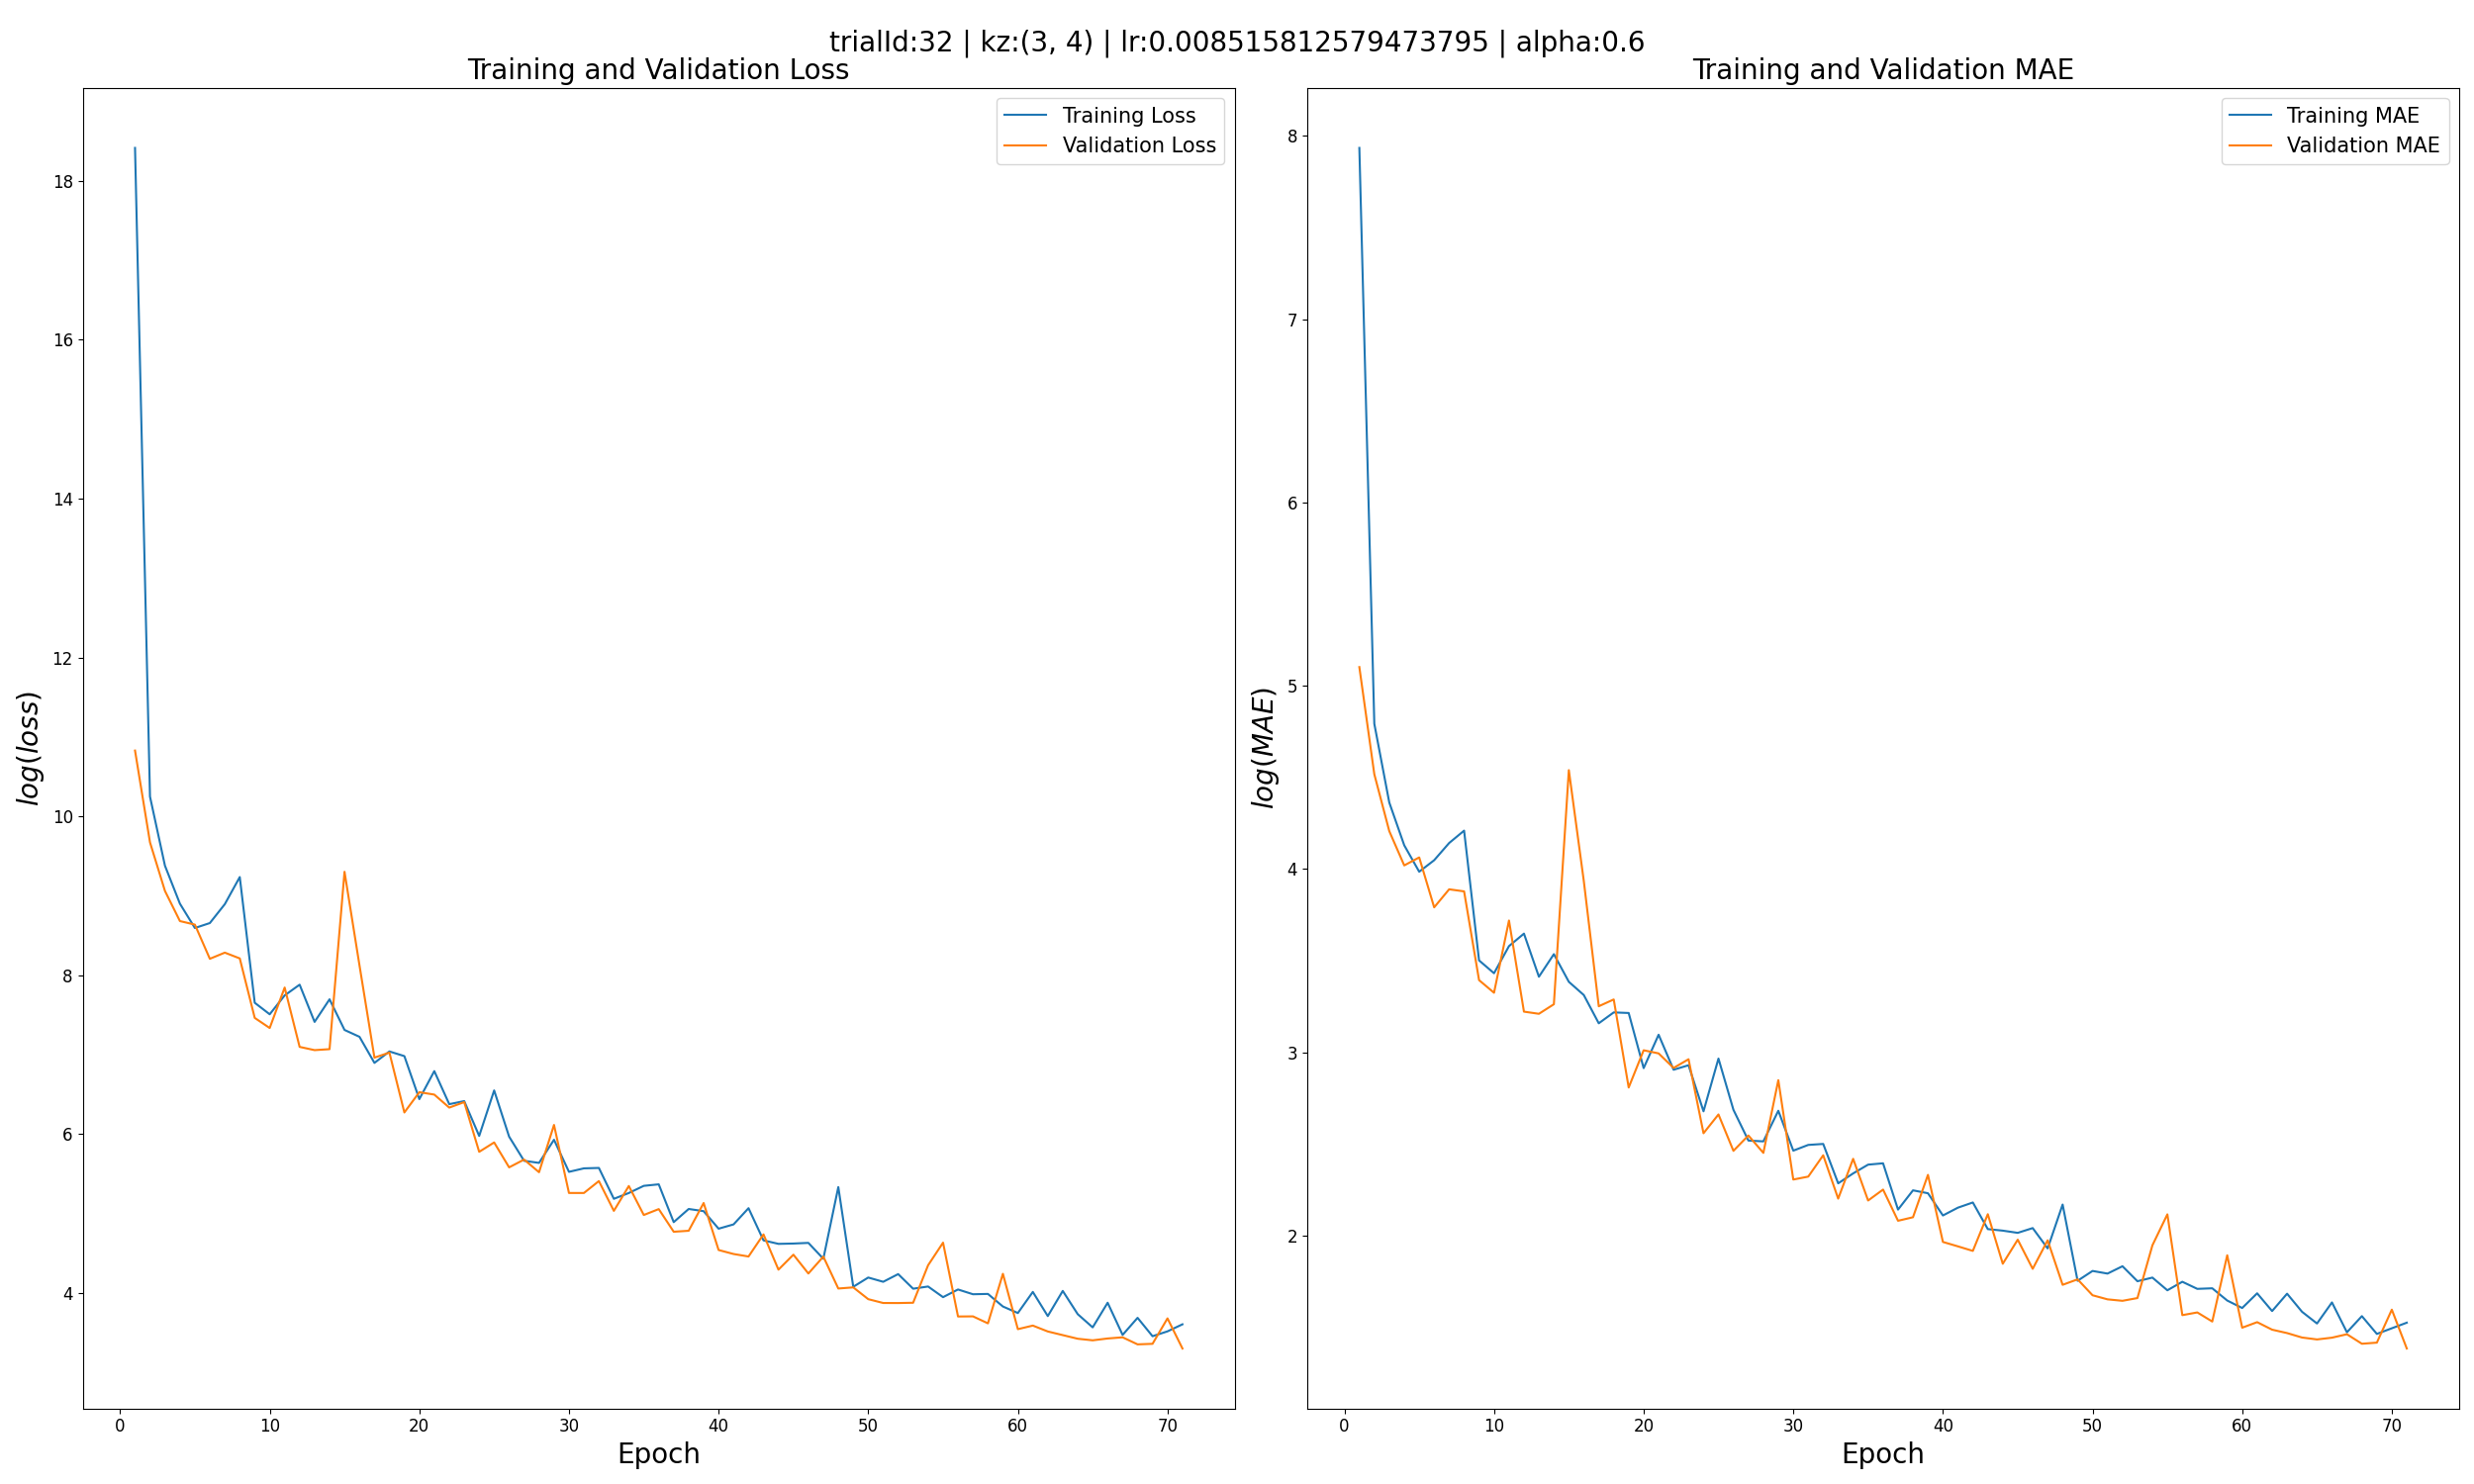 trialId:32 | kz:(3, 4) | lr:0.008515812579473795 | alpha:0.6
Training and Validation Loss
Training Loss
Validation Loss
18
16
14
12
10
8
6
4
log(loss)
0 10 20 30 40 50 60 70
Epoch
Training and Validation MAE
Training MAE
Validation MAE
8
7
6
5
4
3
2
log(MAE)
0 10 20 30 40 50 60 70
Epoch